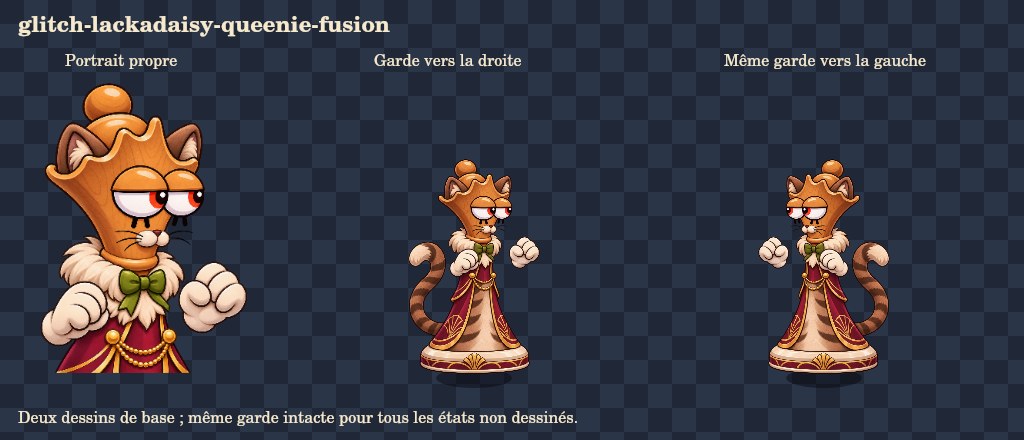 glitch-lackadaisy-queenie-fusion
Portrait propre
Garde vers la droite
Même garde vers la gauche
Deux dessins de base ; même garde intacte pour tous les états non dessinés.